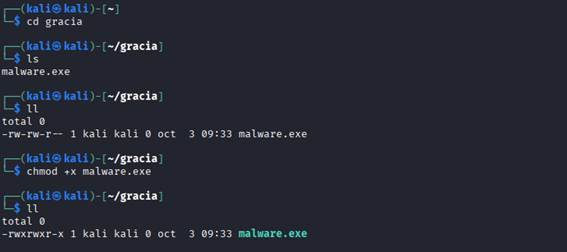 ┌──(kali㉿kali)-[~]
└─$ cd gracia
┌──(kali㉿kali)-[~/gracia]
└─$ ls
malware.exe
┌──(kali㉿kali)-[~/gracia]
└─$ ll
total 0
-rw-rw-r-- 1 kali kali 0 oct  3 09:33 malware.exe
┌──(kali㉿kali)-[~/gracia]
└─$ chmod +x malware.exe
┌──(kali㉿kali)-[~/gracia]
└─$ ll
total 0
-rwxrwxr-x 1 kali kali 0 oct  3 09:33 malware.exe